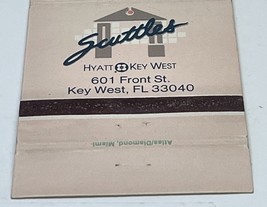 Scuttles
HYATT KEY WEST
601 Front St.
Key West, FL 33040
Atlas/Diamond, Miami